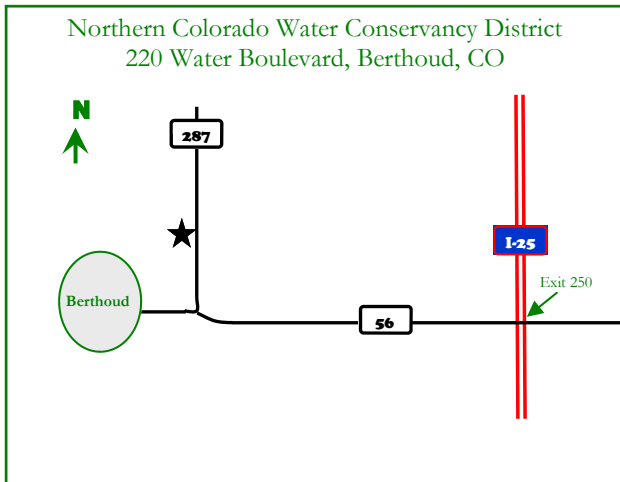 Northern Colorado Water Conservancy District
220 Water Boulevard, Berthoud, CO
N
287
I-25
Exit 250
Berthoud
56